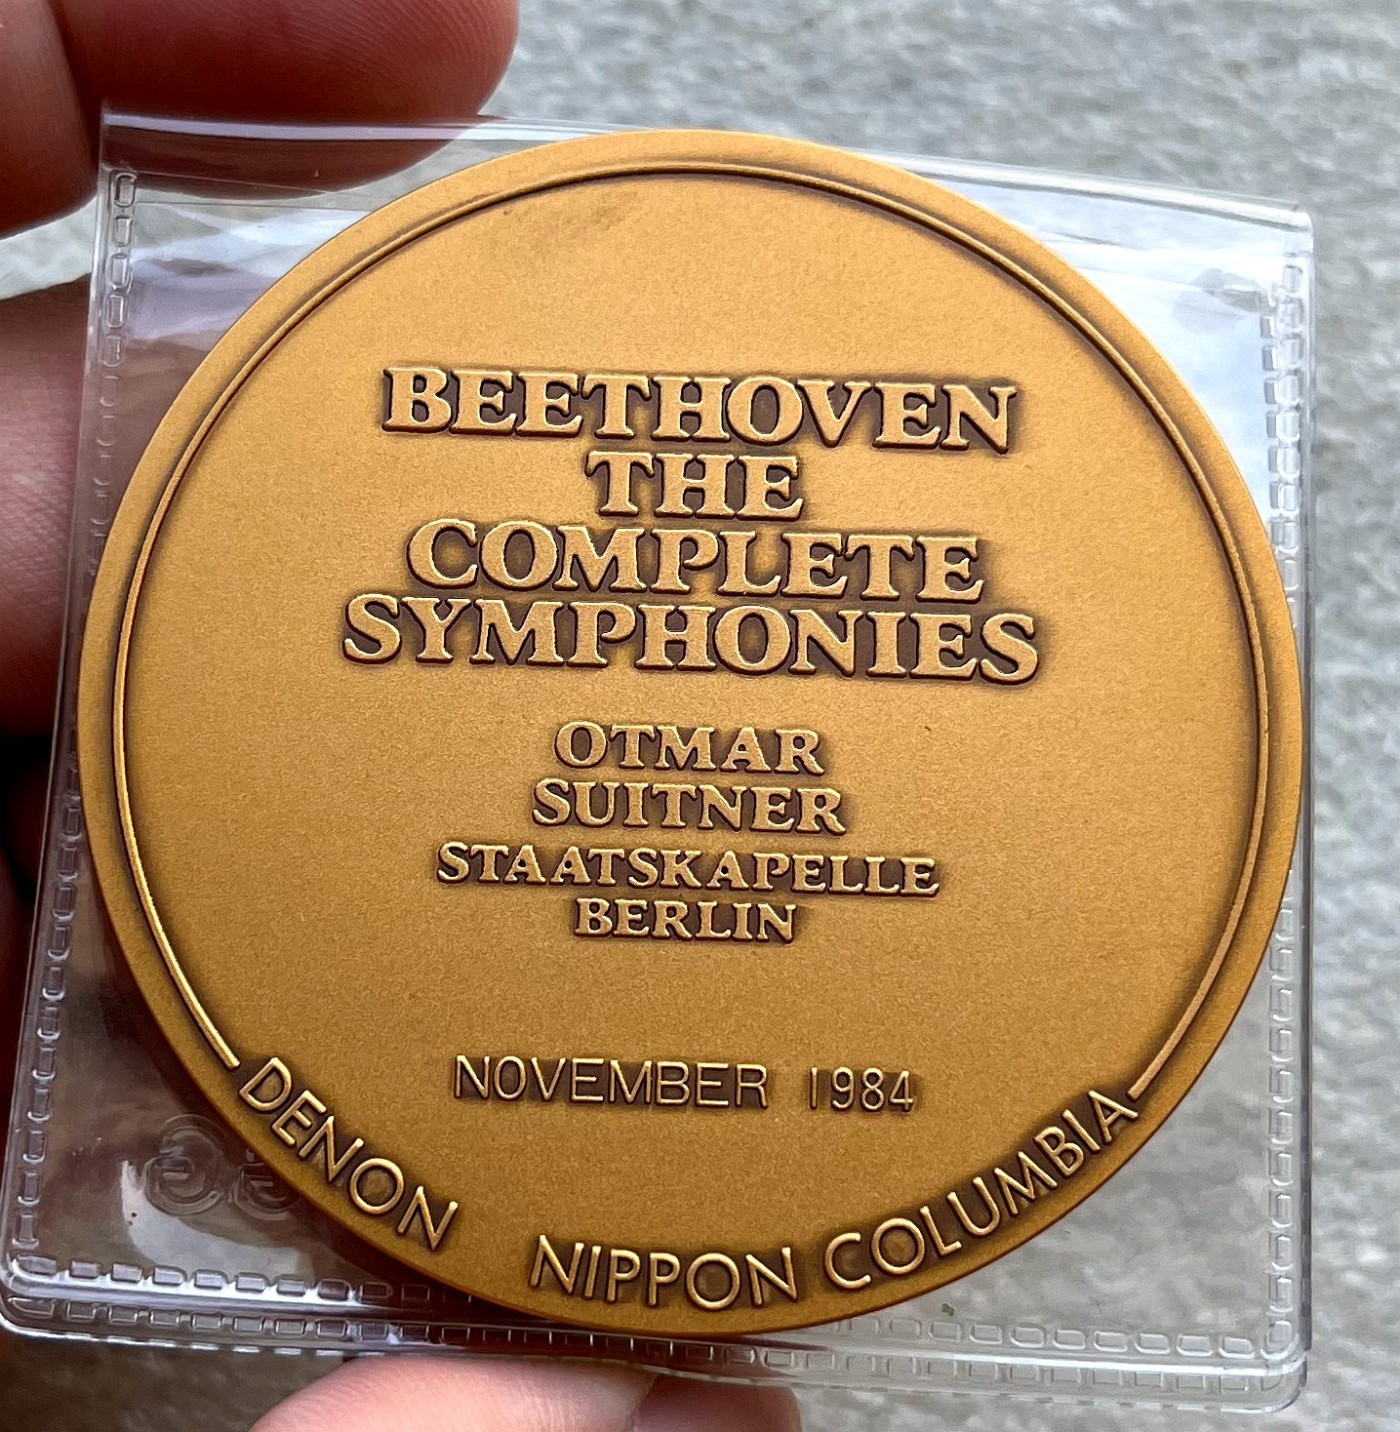 BEETHOVEN
THE
COMPLETE
SYMPHONIES
OTMAR
SUITNER
STAATSKAPELLE
BERLIN
NOVEMBER 1984
DENON NIPPON COLUMBIA